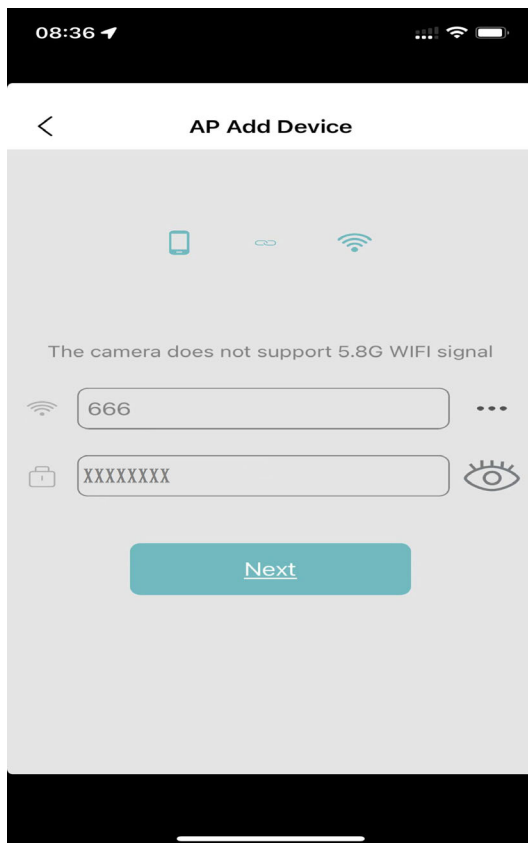 08:36
AP Add Device
The camera does not support 5.8G WIFI signal
666
XXXXXXXX
Next